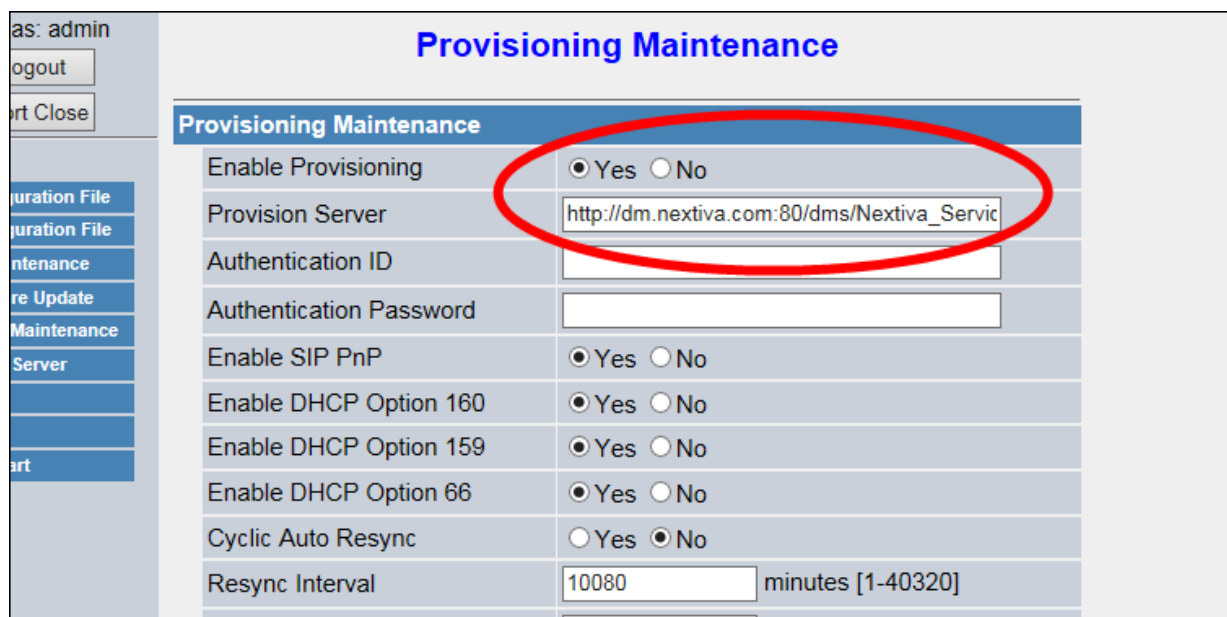 as: admin
ogout
rt Close
uration File
uration File
ntenance
re Update
Maintenance
Server
art
Provisioning Maintenance
Provisioning Maintenance
Enable Provisioning Yes No
Provision Server http://dm.nextiva.com:80/dms/Nextiva_Servic
Authentication ID
Authentication Password
Enable SIP PnP Yes No
Enable DHCP Option 160 Yes No
Enable DHCP Option 159 Yes No
Enable DHCP Option 66 Yes No
Cyclic Auto Resync Yes No
Resync Interval 10080 minutes [1-40320]